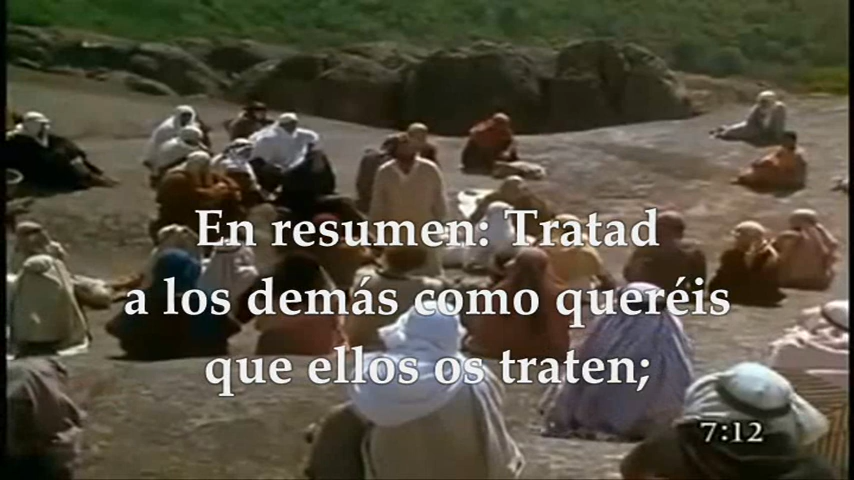 En resumen: Tratad
a los demás como queréis
que ellos os traten;
7:12